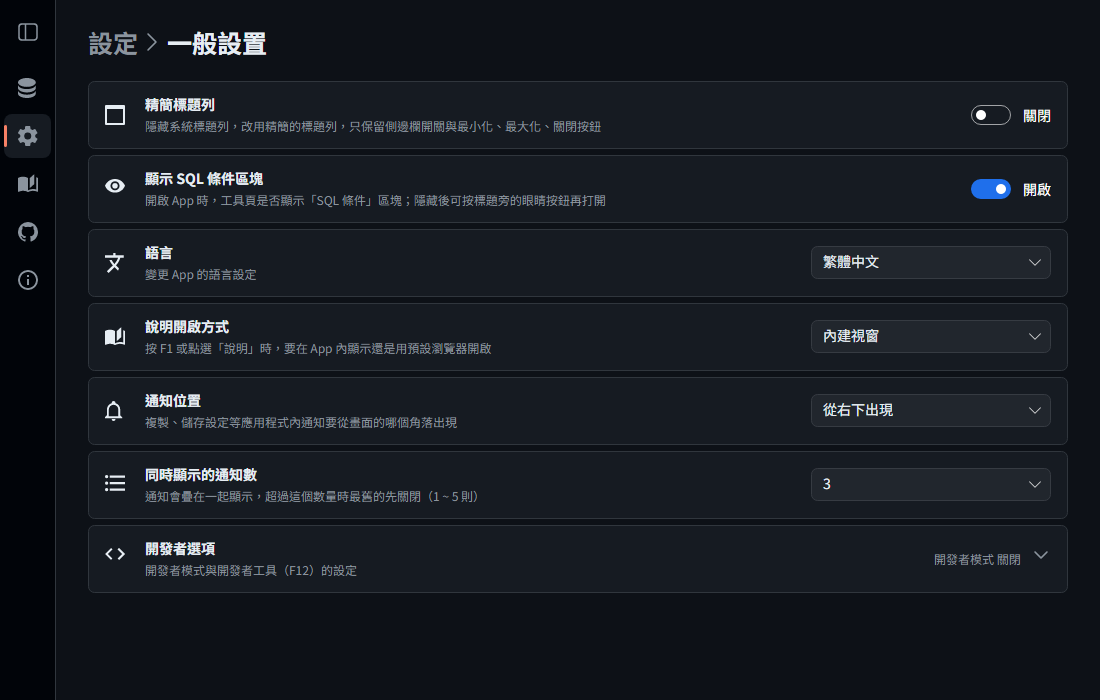 設定 > 一般設置
精簡標題列
隱藏系統標題列，改用精簡的標題列，只保留側邊欄開關與最小化、最大化、關閉按鈕
關閉
顯示 SQL 條件區塊
開啟 App 時，工具頁是否顯示「SQL 條件」區塊；隱藏後可按標題旁的眼睛按鈕再打開
開啟
語言
變更 App 的語言設定
繁體中文
說明開啟方式
按 F1 或點選「說明」時，要在 App 內顯示還是用預設瀏覽器開啟
內建視窗
通知位置
複製、儲存設定等應用程式內通知要從畫面的哪個角落出現
從右下出現
同時顯示的通知數
通知會疊在一起顯示，超過這個數量時最舊的先關閉（1 ~ 5 則）
3
開發者選項
開發者模式與開發者工具（F12）的設定
開發者模式 關閉